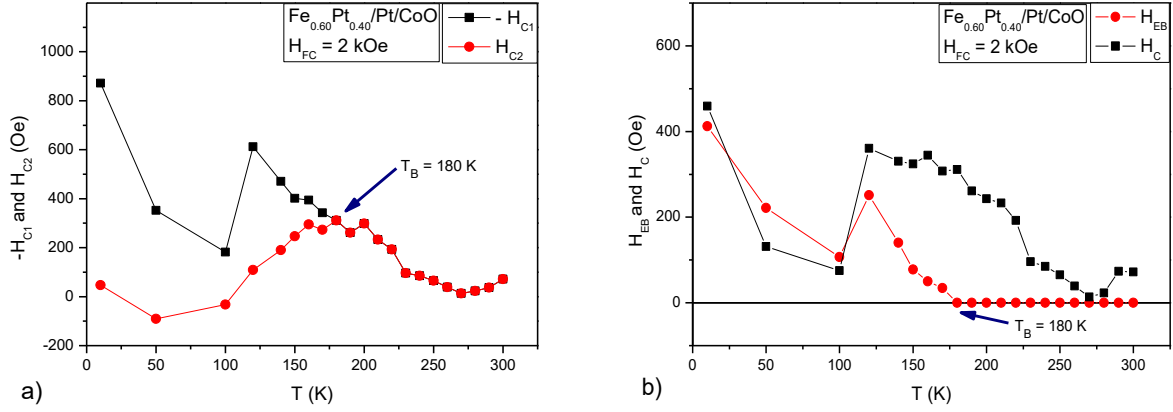 Fe0.60Pt0.40/Pt/CoO
HFC = 2 kOe
- HC1
HC2
TB = 180 K
-HC1 and HC2 (Oe)
1000
800
600
400
200
0
-200
0 50 100 150 200 250 300
T (K)
a)
Fe0.60Pt0.40/Pt/CoO
HFC = 2 kOe
HEB
HC
TB = 180 K
HEB and HC (Oe)
600
400
200
0
0 50 100 150 200 250 300
T (K)
b)